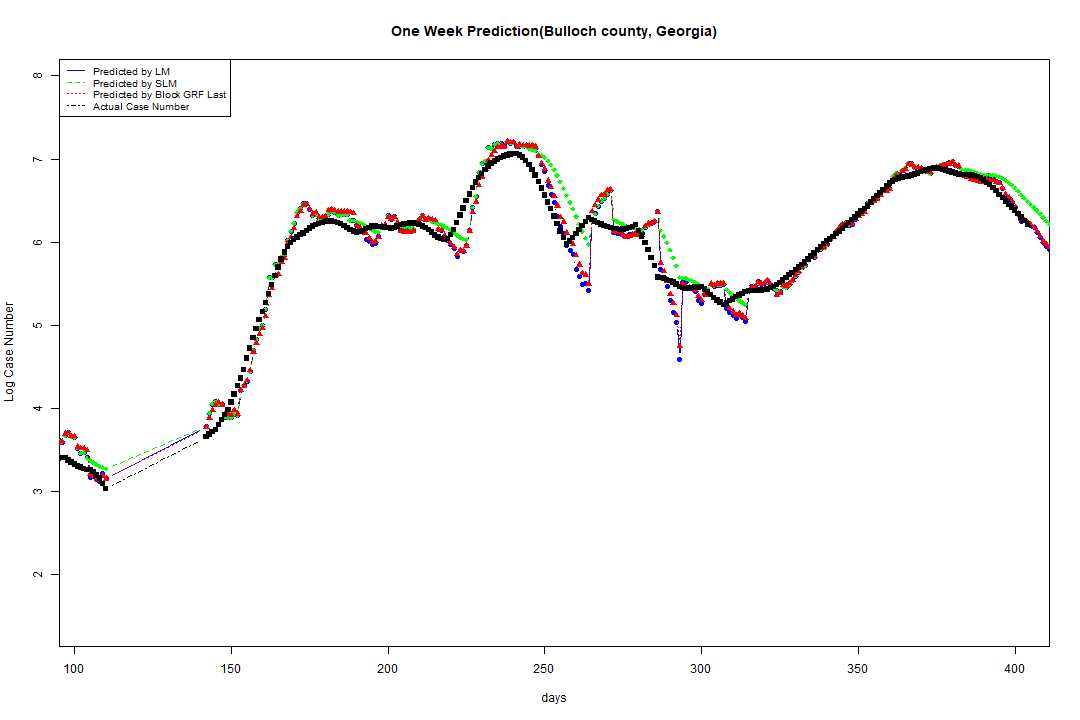 One Week Prediction(Bulloch county, Georgia)
Predicted by LM
Predicted by SLM
Predicted by Block GRF Last
Actual Case Number
8
7
6
5
4
3
2
Log Case Number
100 150 200 250 300 350 400
days